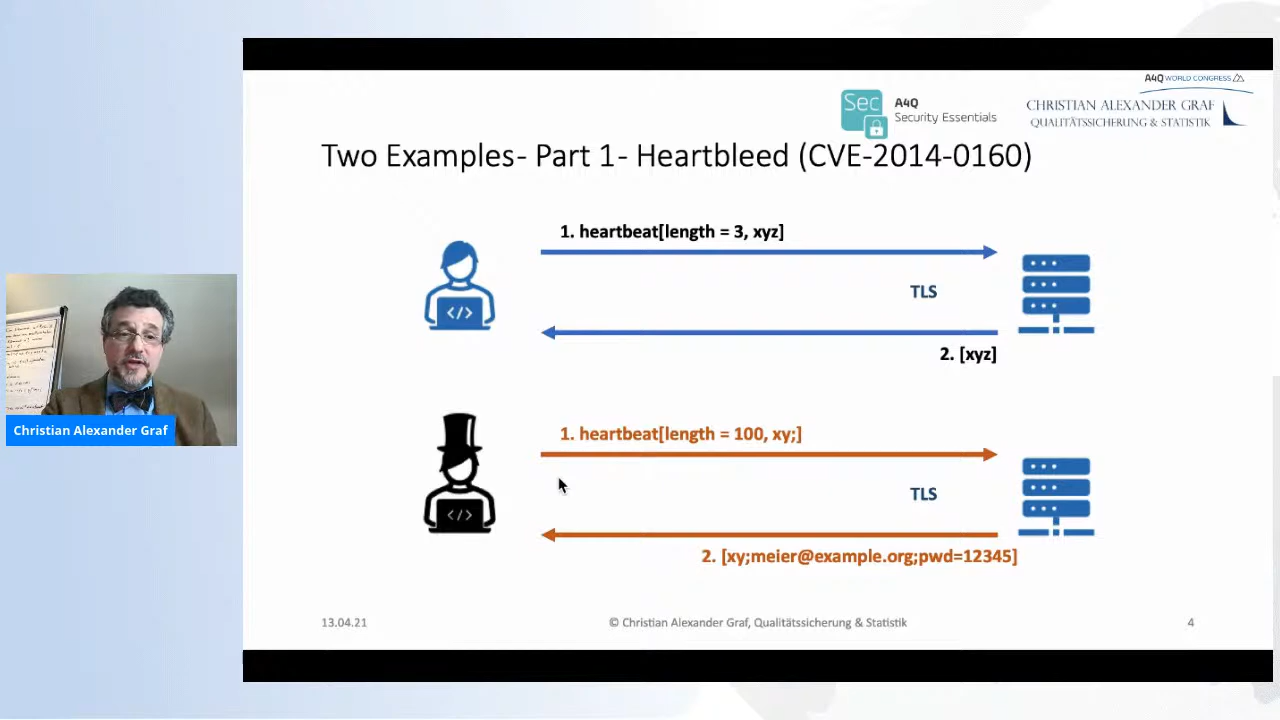 A4Q WORLD CONGRESS
Sec
A4Q
Security Essentials
CHRISTIAN ALEXANDER GRAF
QUALITÄTSSICHERUNG & STATISTIK
Two Examples- Part 1- Heartbleed (CVE-2014-0160)
1. heartbeat[length = 3, xyz]
</>
TLS
2. [xyz]
Christian Alexander Graf
1. heartbeat[length = 100, xy;]
</>
TLS
2. [xy;meier@example.org;pwd=12345]
13.04.21
© Christian Alexander Graf, Qualitätssicherung & Statistik
4